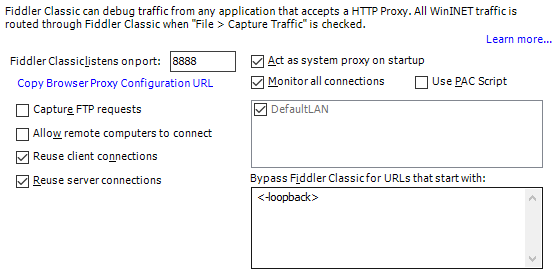 Fiddler Classic can debug traffic from any application that accepts a HTTP Proxy. All WinINET traffic is
routed through Fiddler Classic when "File > Capture Traffic" is checked.
Learn more...
Fiddler Classic listens on port: 8888
Act as system proxy on startup
Copy Browser Proxy Configuration URL
Monitor all connections
Use PAC Script
Capture FTP requests
DefaultLAN
Allow remote computers to connect
Reuse client connections
Reuse server connections
Bypass Fiddler Classic for URLs that start with:
<-loopback>